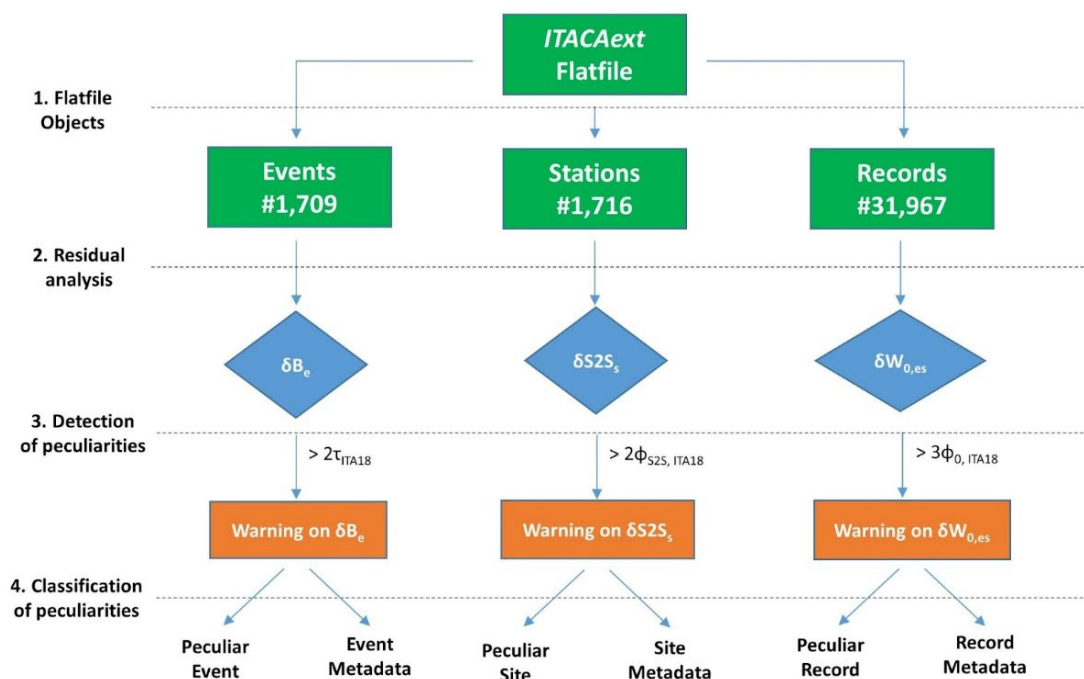 ITACAext
Flatfile
1. Flatfile
Objects
Events
#1,709
Stations
#1,716
Records
#31,967
2. Residual
analysis
δBe
δS2Ss
δW0,es
3. Detection
of peculiarities
> 2τITA18
> 2ϕS2S, ITA18
> 3ϕ0, ITA18
Warning on δBe
Warning on δS2Ss
Warning on δW0,es
4. Classification
of peculiarities
Peculiar
Event
Event
Metadata
Peculiar
Site
Site
Metadata
Peculiar
Record
Record
Metadata